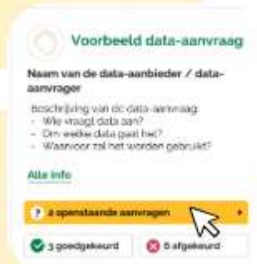 Voorbeeld data-aanvraag
Naam van de data-aanbieder / data-
aanvrager
Beschrijving van de data-aanvraag:
- Wie vraagt data aan?
- Om welke data gaat het?
- Waarvoor zal het worden gebruikt?
Alle info
? 2 openstaande aanvragen
3 goedgekeurd 6 afgekeurd